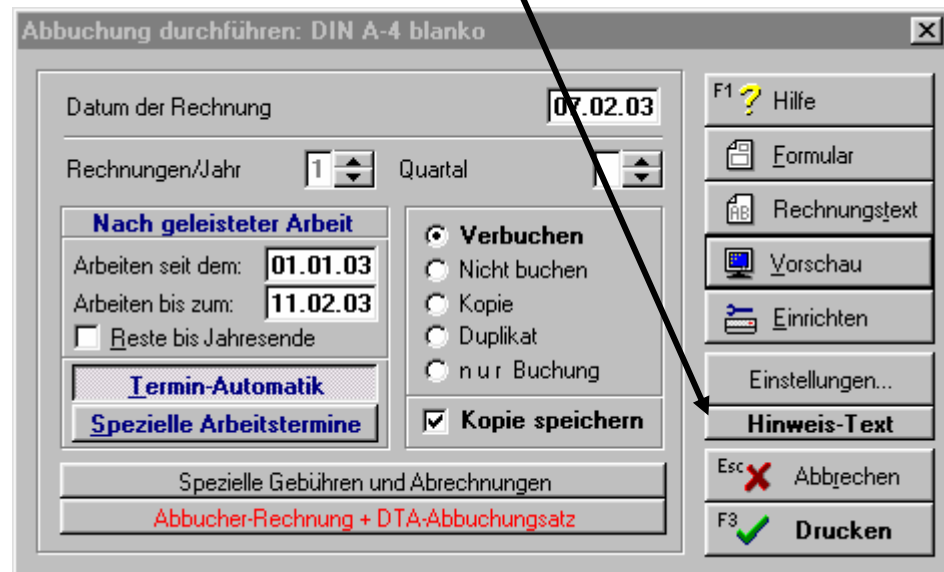 Abbuchung durchführen: DIN A-4 blanko
Datum der Rechnung 07.02.03
Rechnungen/Jahr 1 Quartal
Nach geleisteter Arbeit
Arbeiten seit dem: 01.01.03
Arbeiten bis zum: 11.02.03
Reste bis Jahresende
Termin-Automatik
Spezielle Arbeitstermine
Verbuchen
Nicht buchen
Kopie
Duplikat
n u r Buchung
Kopie speichern
Spezielle Gebühren und Abrechnungen
Abbucher-Rechnung + DTA-Abbuchungsatz
F1 ? Hilfe
Formular
AB Rechnungstext
Vorschau
Einrichten
Einstellungen...
Hinweis-Text
Esc Abbrechen
F3 Drucken